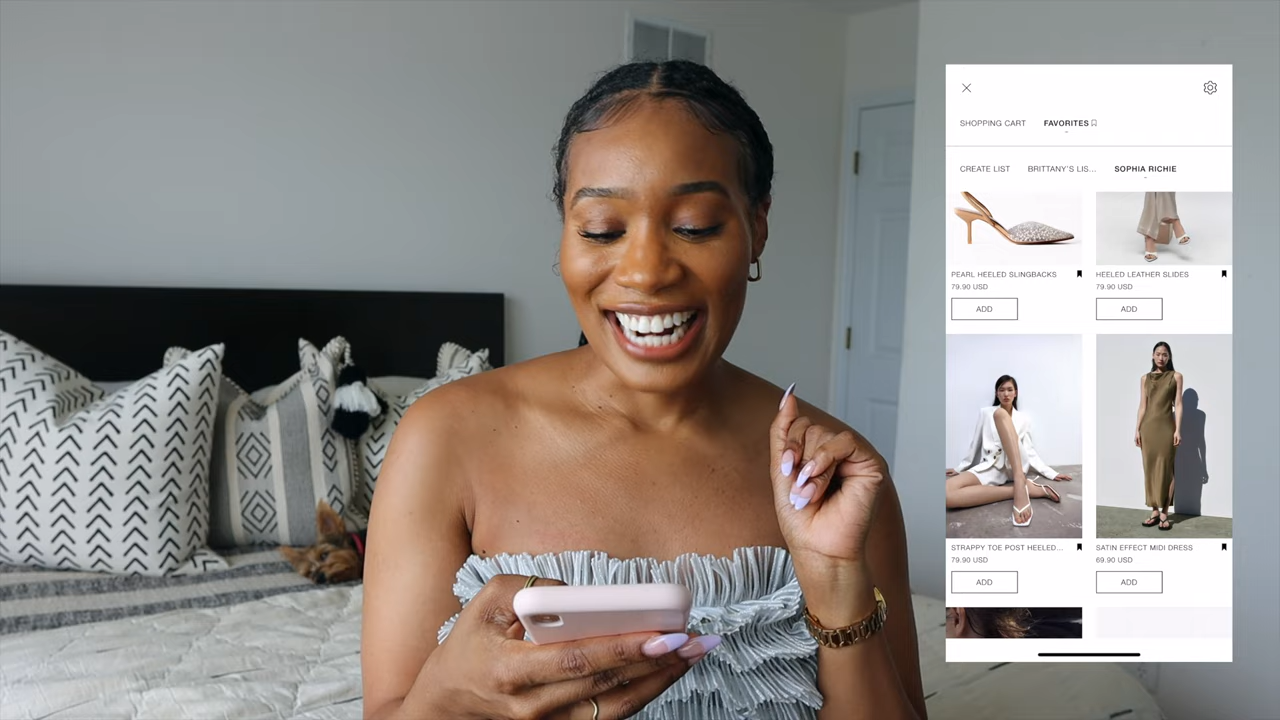 SHOPPING CART FAVORITES
CREATE LIST BRITTANY'S LIS... SOPHIA RICHIE
PEARL HEELED SLINGBACKS
79.90 USD
ADD
HEELED LEATHER SLIDES
79.90 USD
ADD
STRAPPY TOE POST HEELED...
79.90 USD
ADD
SATIN EFFECT MIDI DRESS
69.90 USD
ADD